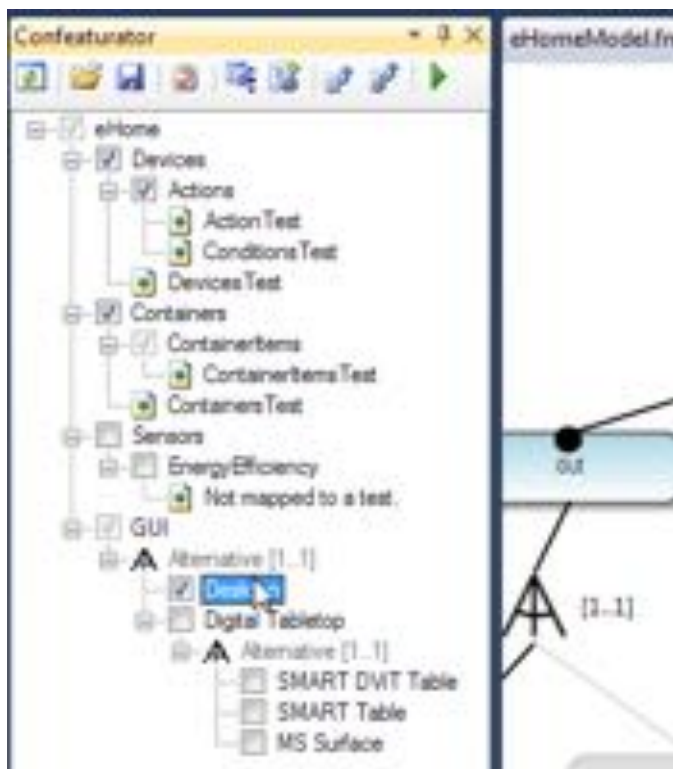 Confeaturator
eHomeModel.fm
eHome
Devices
Actions
ActionTest
ConditionsTest
DevicesTest
Containers
ContainerItems
ContainerItemsTest
ContainersTest
Sensors
EnergyEfficiency
Not mapped to a test.
GUI
Alternative [1..1]
Digital Tabletop
Alternative [1..1]
SMART DViT Table
SMART Table
MS Surface
[1..1]